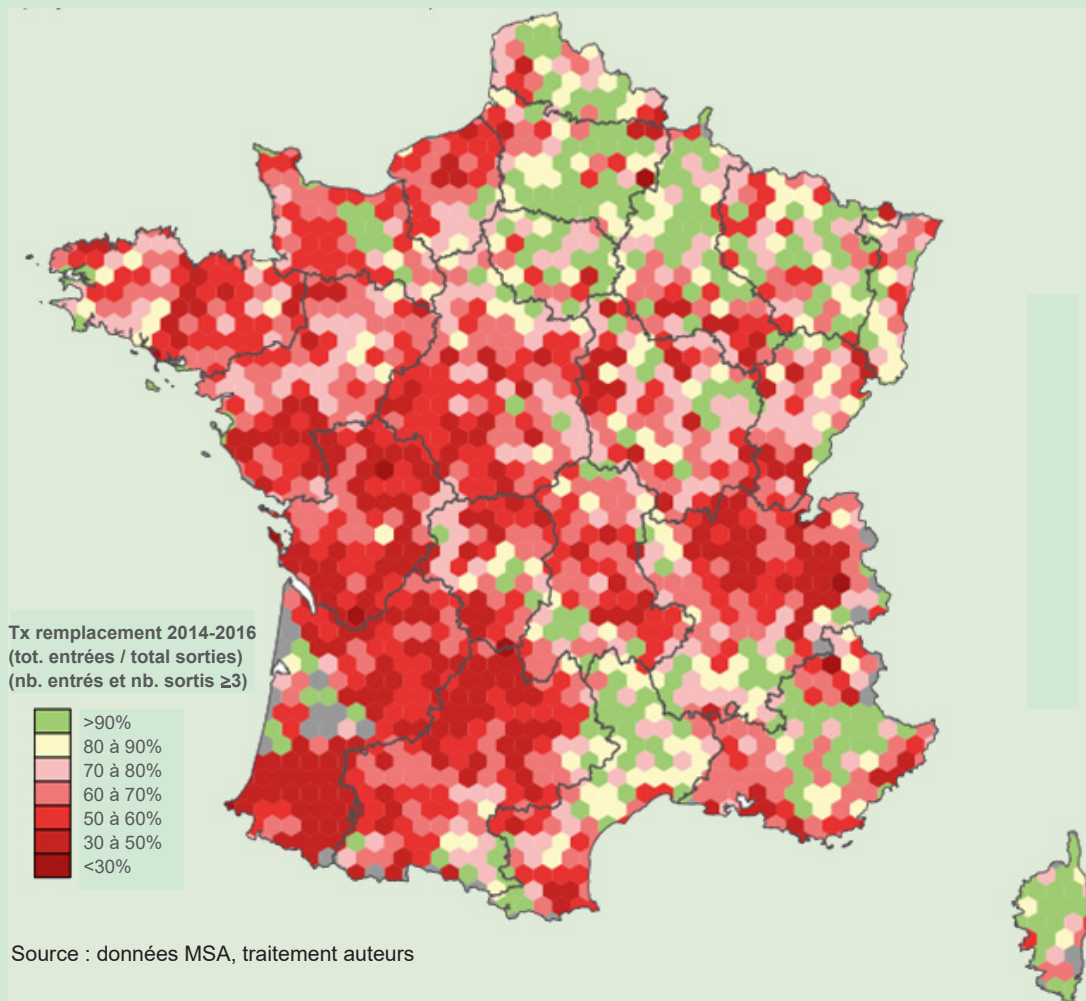 Tx remplacement 2014-2016
(tot. entrées / total sorties)
(nb. entrés et nb. sortis ≥3)
>90%
80 à 90%
70 à 80%
60 à 70%
50 à 60%
30 à 50%
<30%
Source : données MSA, traitement auteurs